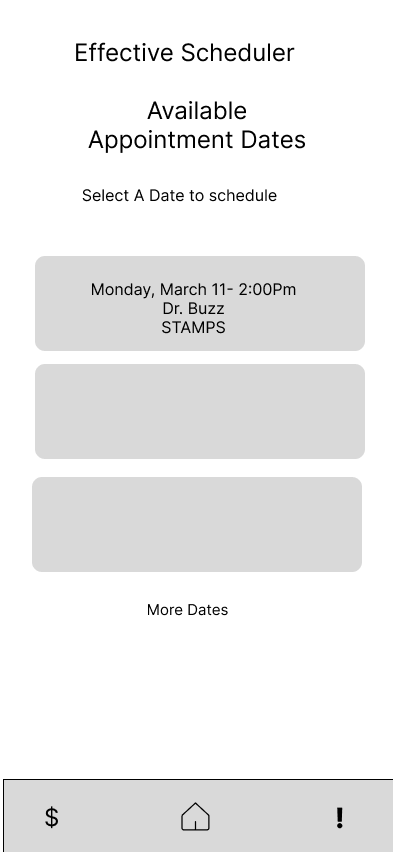 Effective Scheduler
Available
Appointment Dates
Select A Date to schedule
Monday, March 11- 2:00Pm
Dr. Buzz
STAMPS
More Dates
$
!